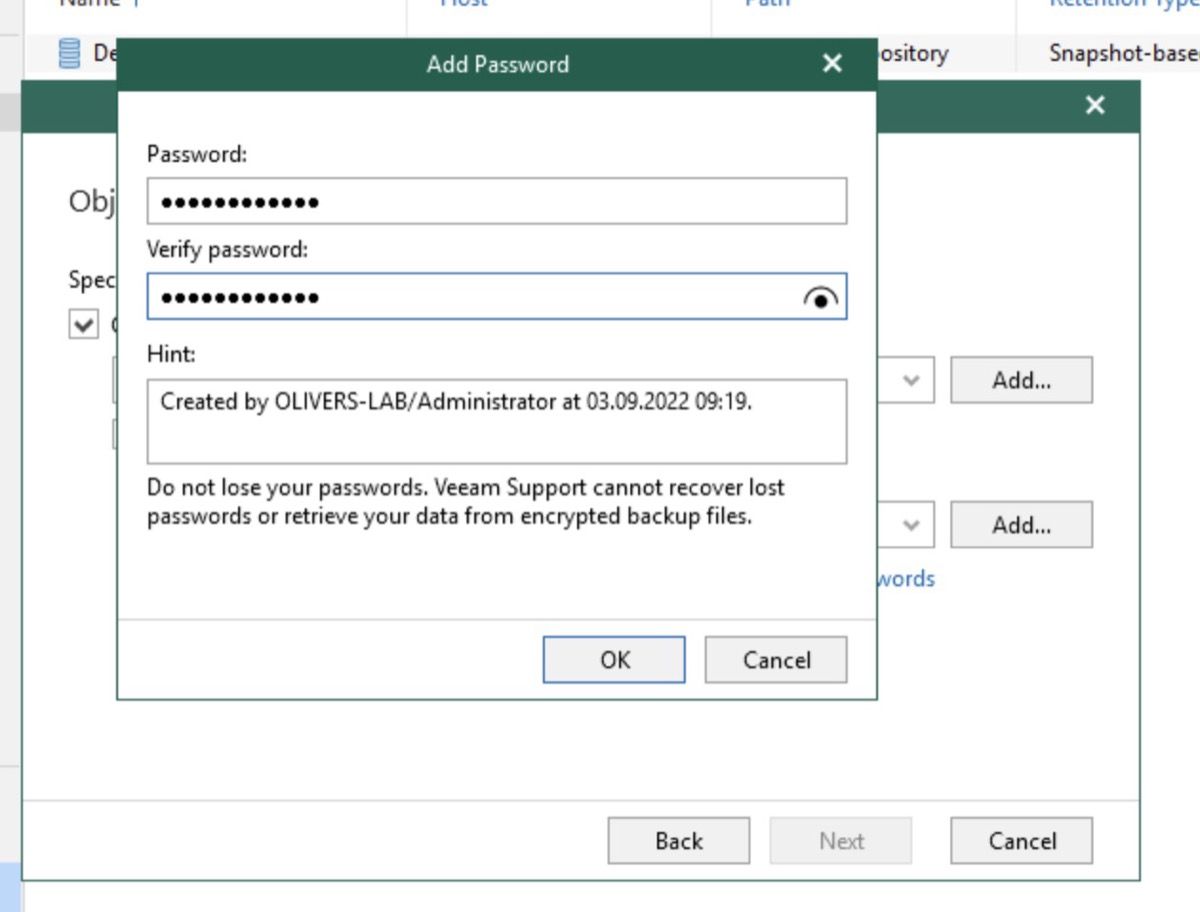 Name
Host
Path
Retention Type
ository
Snapshot-base
Add Password
Password:
Obj
Verify password:
Spec
Hint:
Created by OLIVERS-LAB/Administrator at 03.09.2022 09:19.
Add...
Do not lose your passwords. Veeam Support cannot recover lost
passwords or retrieve your data from encrypted backup files.
Add...
words
OK
Cancel
Back
Next
Cancel